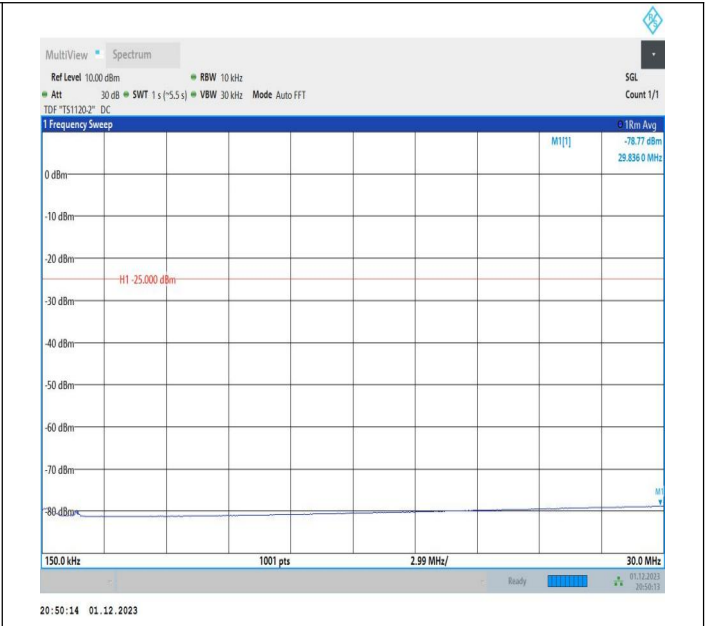 R&S
MultiView Spectrum
Ref Level 10.00 dBm RBW 10 kHz SGL
Att 30 dB SWT 1 s (~5.5 s) VBW 30 kHz Mode Auto FFT Count 1/1
TDF "TS1120-2" DC
1 Frequency Sweep 1Rm Avg
M1[1] -78.77 dBm
29.836 0 MHz
0 dBm
-10 dBm
-20 dBm
H1 -25.000 dBm
-30 dBm
-40 dBm
-50 dBm
-60 dBm
-70 dBm
M1
-80 dBm
150.0 kHz 1001 pts 2.99 MHz/ 30.0 MHz
Ready 01.12.2023
20:50:13
20:50:14 01.12.2023